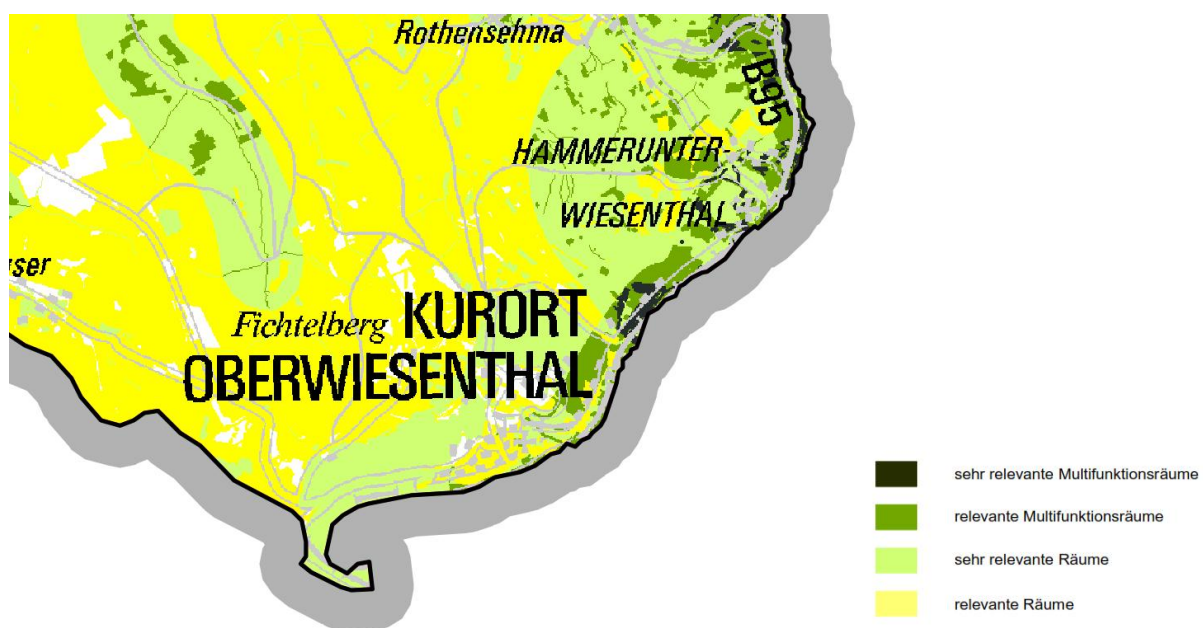 Rothensehma
B95
HAMMERUNTER-
WIESENTHAL
ser
Fichtelberg
KURORT
OBERWIESENTHAL
sehr relevante Multifunktionsräume
relevante Multifunktionsräume
sehr relevante Räume
relevante Räume